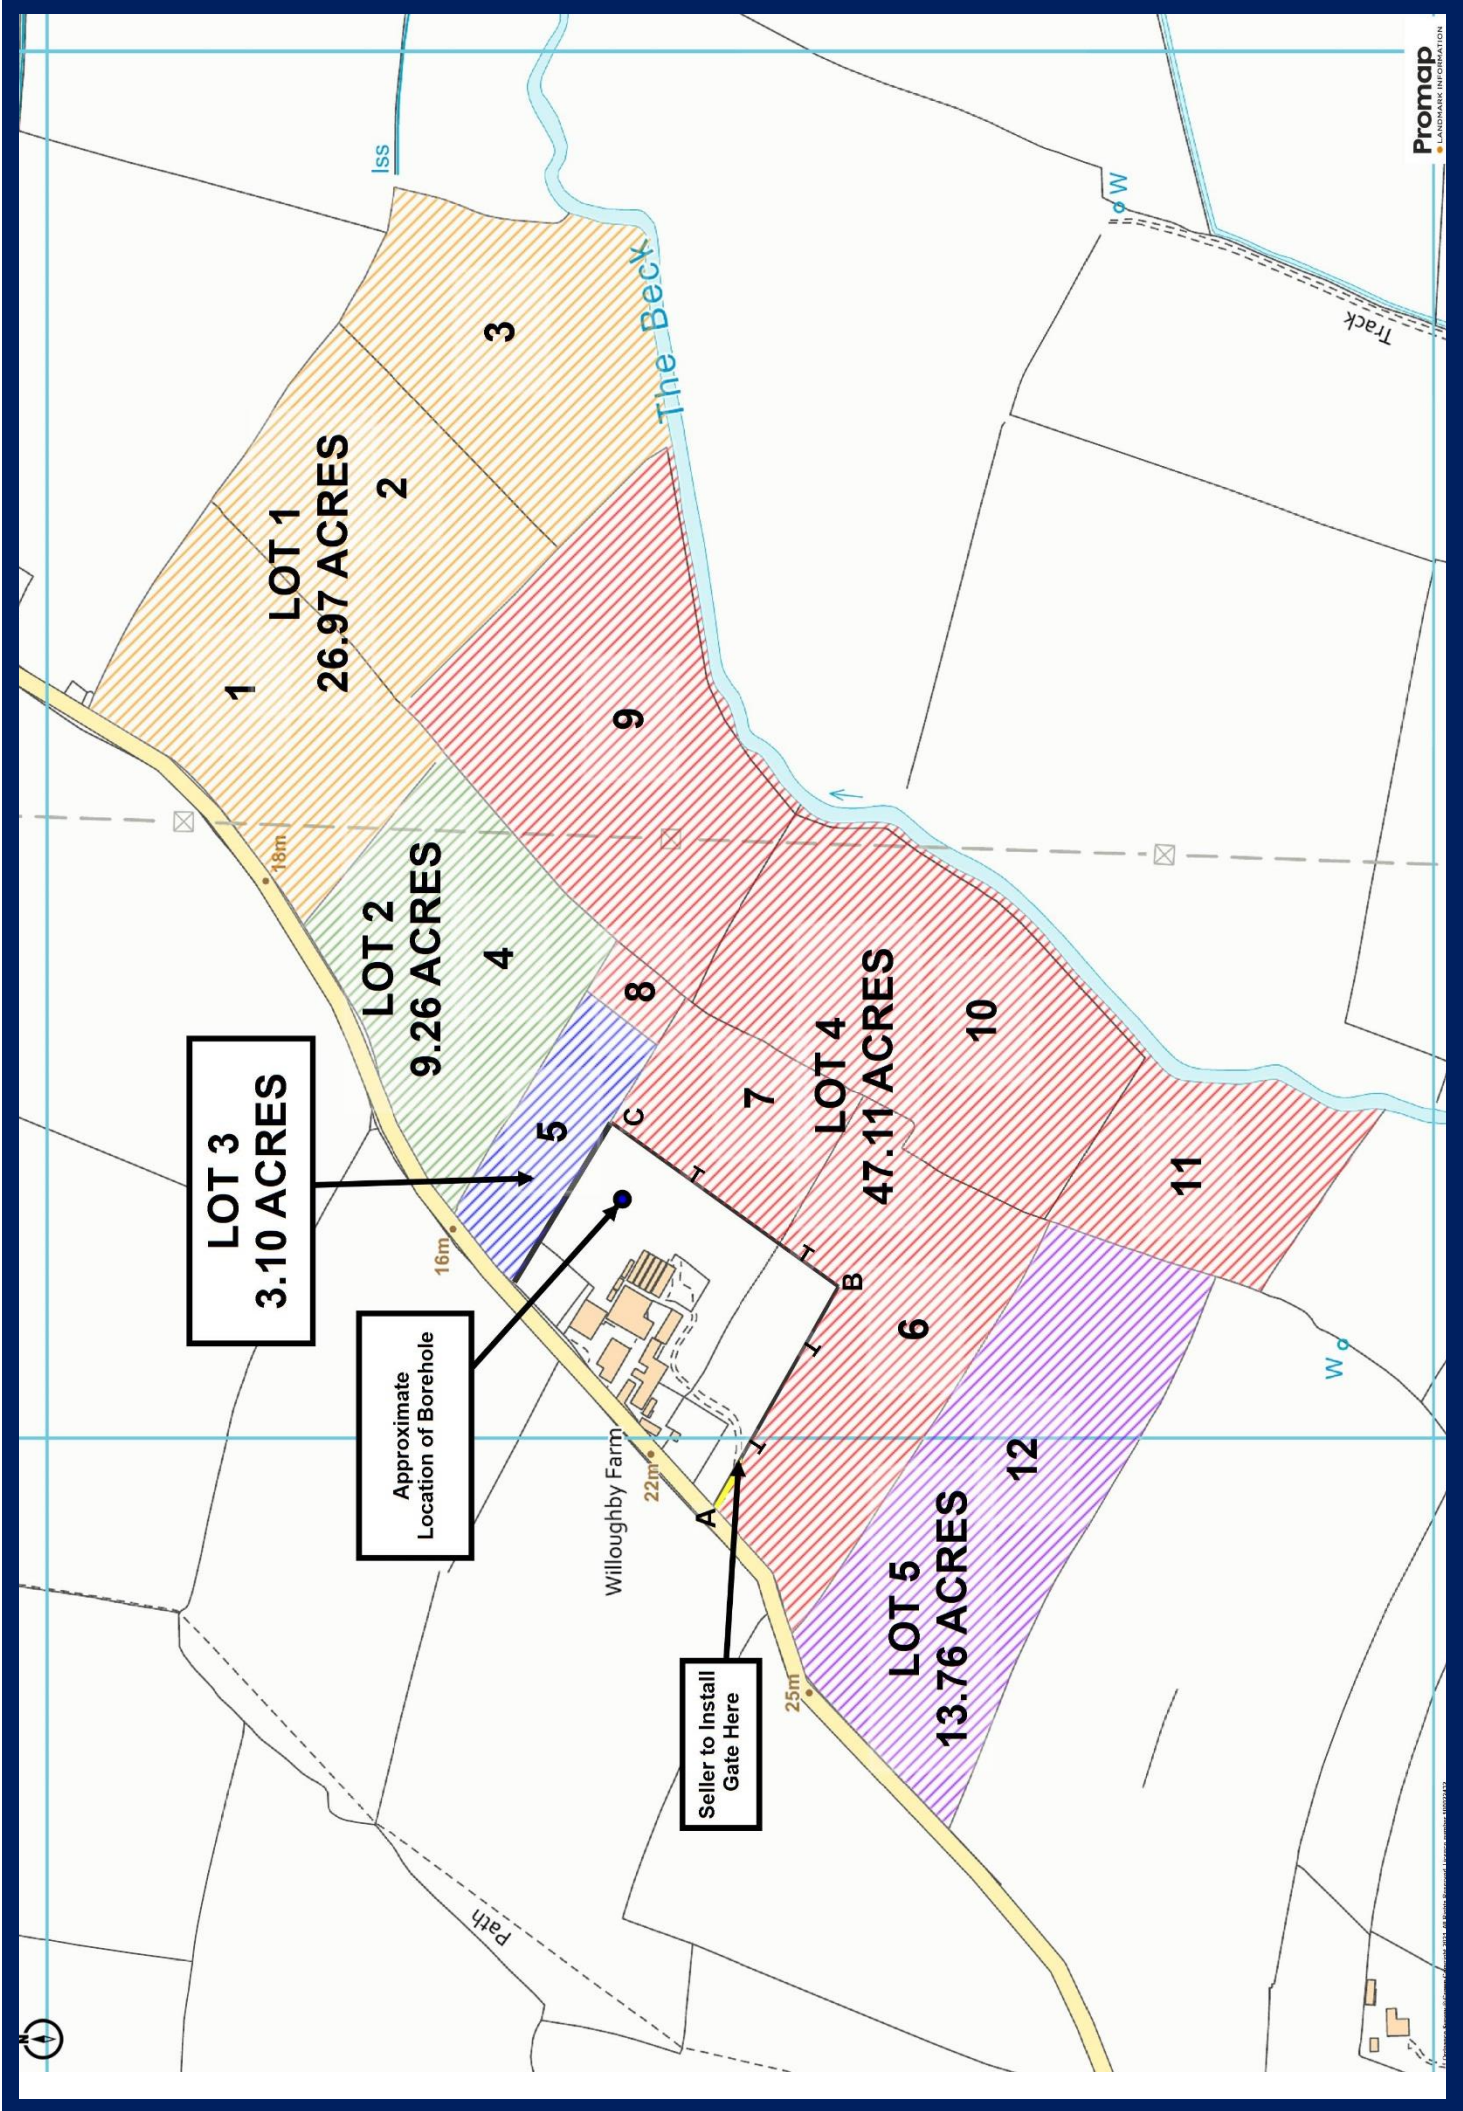 N
Promap
LANDMARK INFORMATION
Iss
The Beck
W
Track
LOT 1
26.97 ACRES
1
2
3
18m
LOT 2
9.26 ACRES
4
LOT 3
3.10 ACRES
5
16m
Approximate
Location of Borehole
Willoughby Farm
22m
A
B
C
T
T
T
T
LOT 4
47.11 ACRES
6
7
8
9
10
11
Seller to Install
Gate Here
25m
LOT 5
13.76 ACRES
12
W
Path